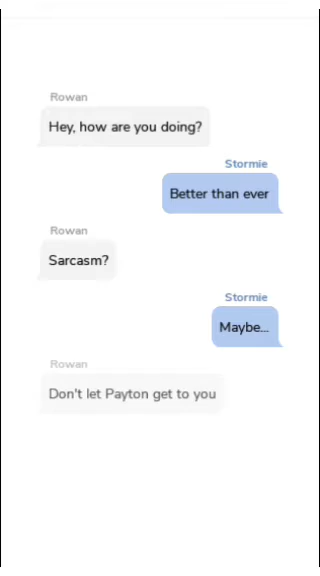 Rowan
Hey, how are you doing?
Stormie
Better than ever
Rowan
Sarcasm?
Stormie
Maybe...
Rowan
Don't let Payton get to you